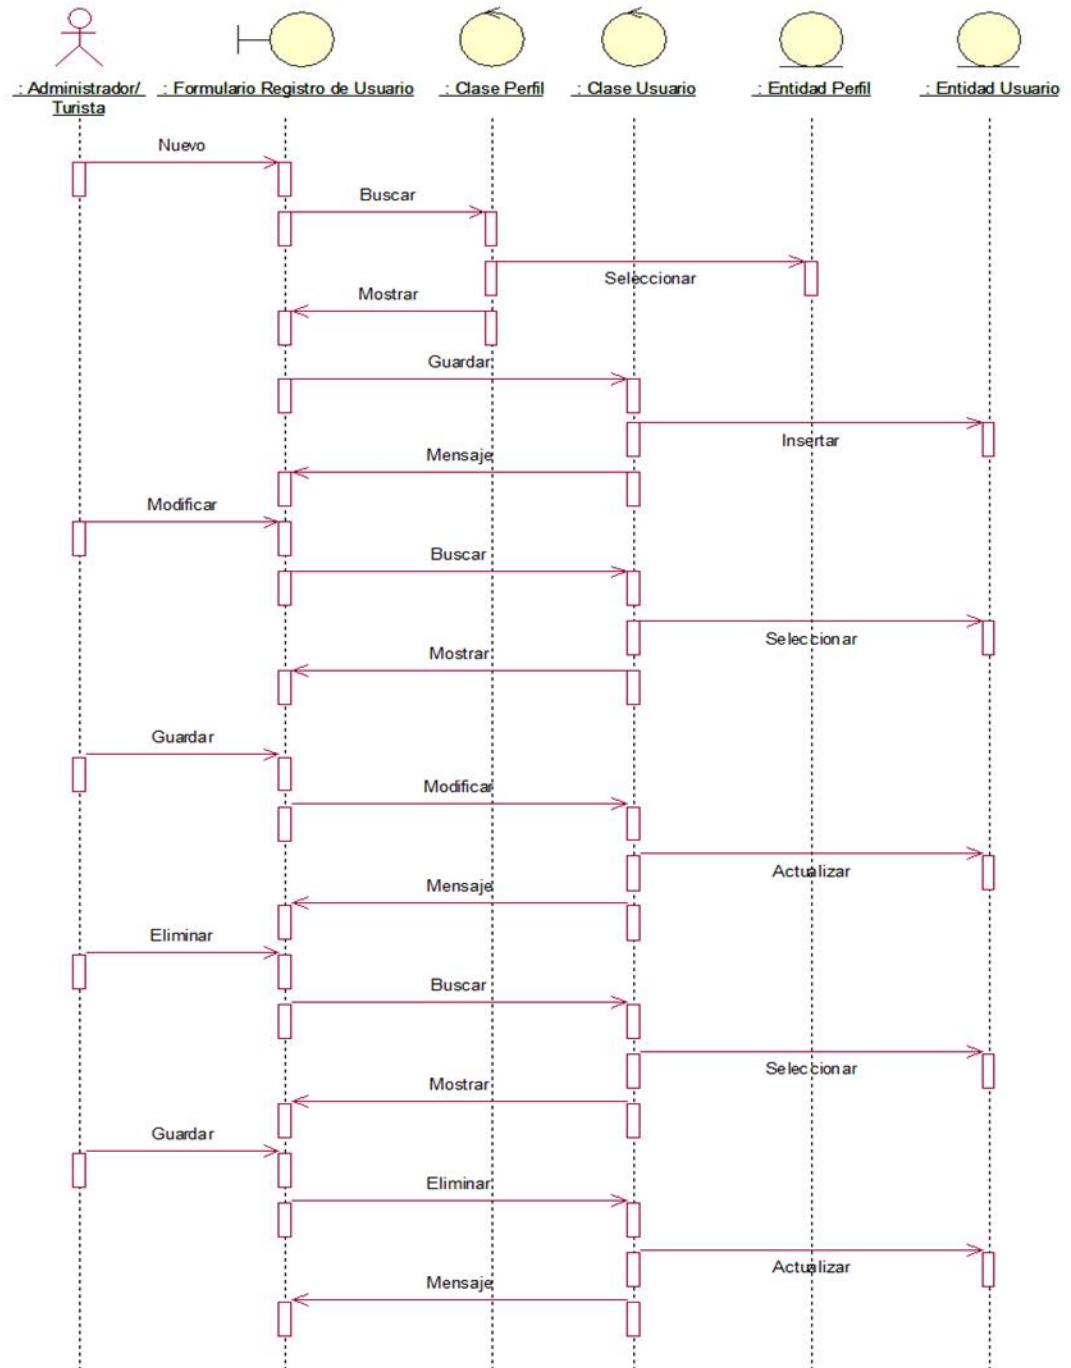 : Administrador/
Turista
: Formulario Registro de Usuario
: Clase Perfil
: Clase Usuario
: Entidad Perfil
: Entidad Usuario
Nuevo
Buscar
Seleccionar
Mostrar
Guardar
Insertar
Mensaje
Modificar
Buscar
Seleccionar
Mostrar
Guardar
Modificar
Actualizar
Mensaje
Eliminar
Buscar
Seleccionar
Mostrar
Guardar
Eliminar
Actualizar
Mensaje